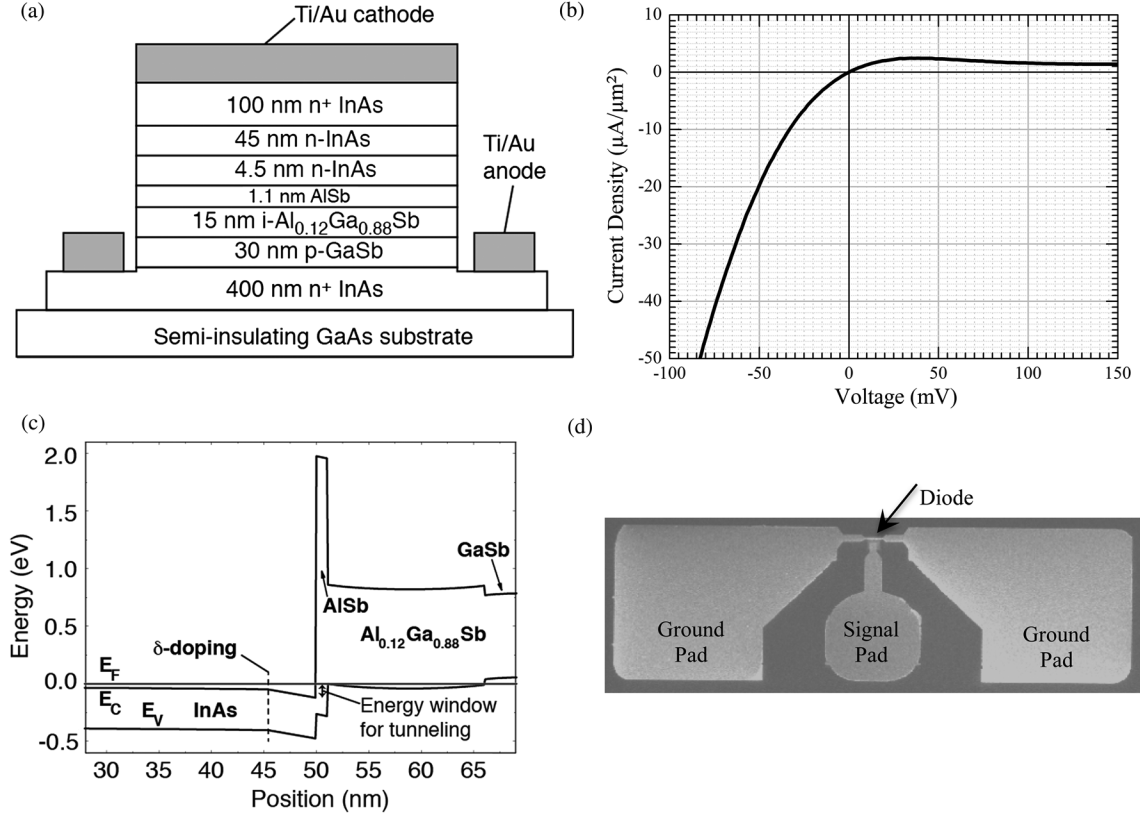 (a)
Ti/Au cathode
100 nm n⁺ InAs
45 nm n-InAs
4.5 nm n-InAs
1.1 nm AlSb
15 nm i-Al₀.₁₂Ga₀.₈₈Sb
30 nm p-GaSb
400 nm n⁺ InAs
Semi-insulating GaAs substrate
Ti/Au
anode
(b)
Current Density (µA/µm²)
10
0
-10
-20
-30
-40
-50
-100
-50
0
50
100
150
Voltage (mV)
(c)
Energy (eV)
2.0
1.5
1.0
0.5
0.0
-0.5
GaSb
AlSb
Al₀.₁₂Ga₀.₈₈Sb
δ-doping
E_F
E_C
E_V
InAs
Energy window
for tunneling
30
35
40
45
50
55
60
65
Position (nm)
(d)
Diode
Ground
Pad
Signal
Pad
Ground
Pad